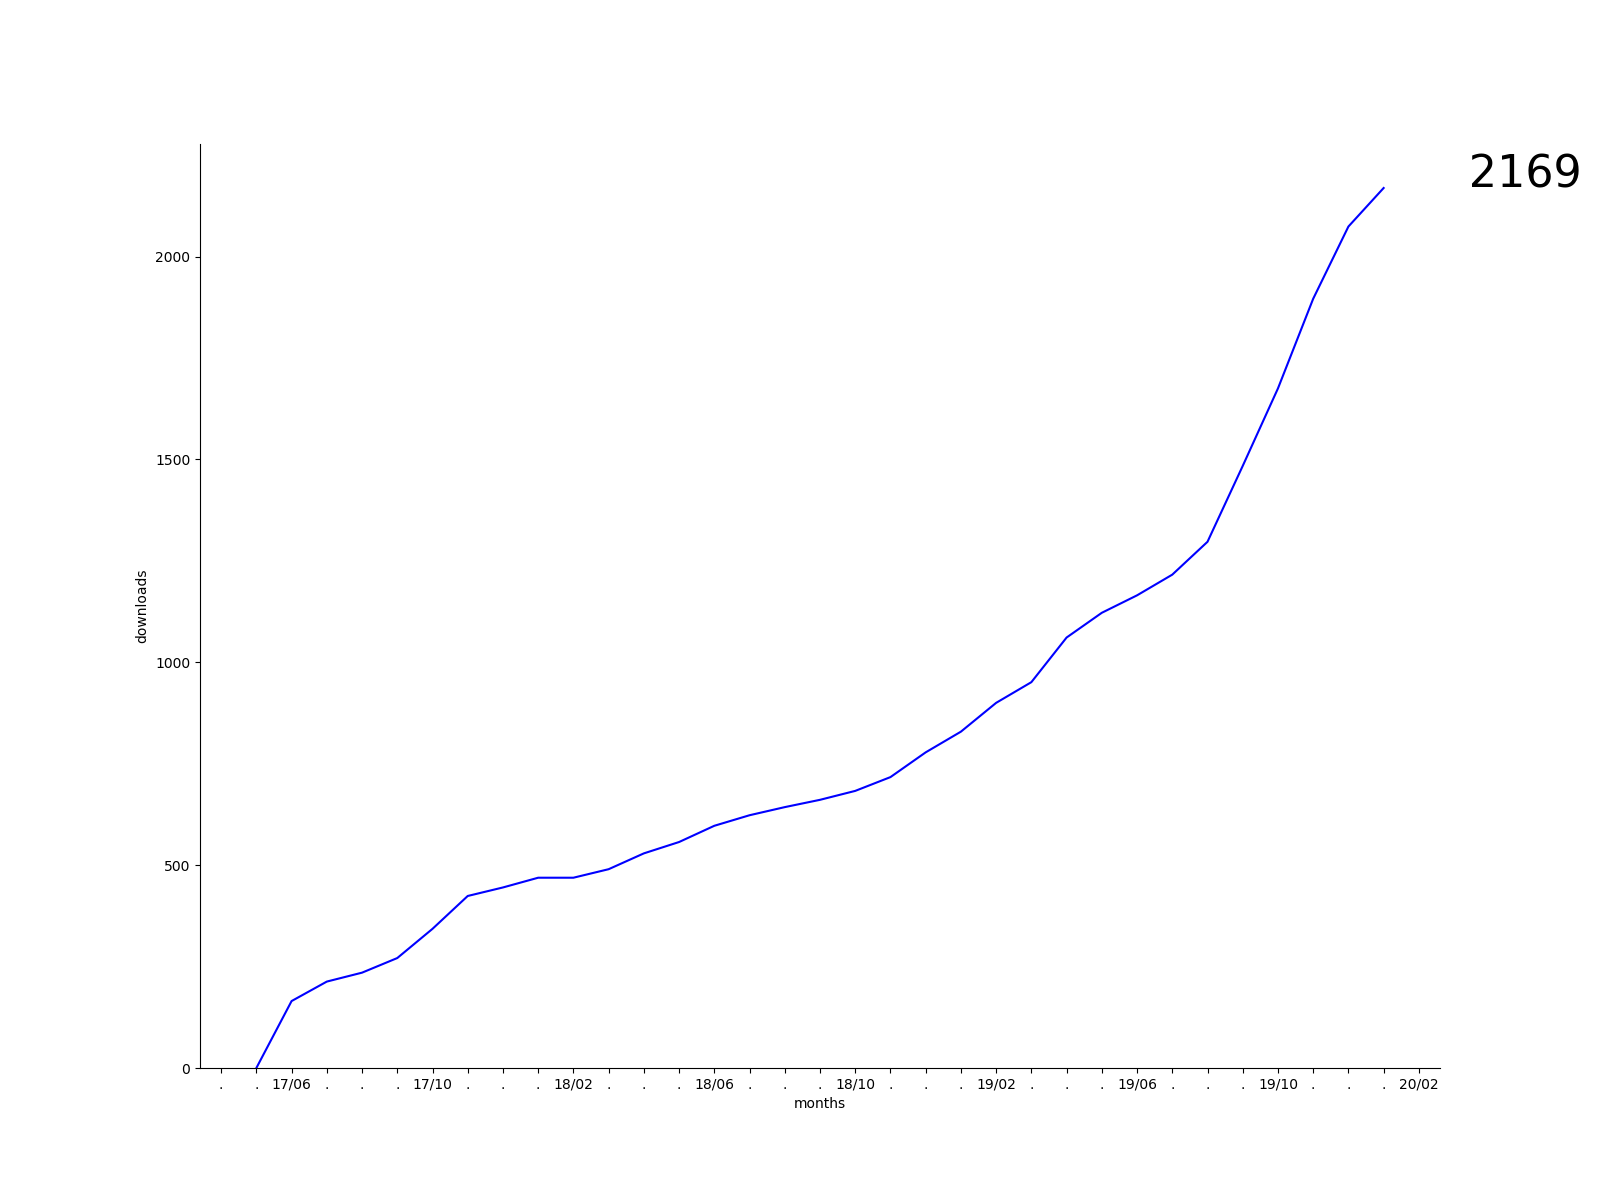 2169
2000
1500
1000
500
0
downloads
. . 17/06 . . . 17/10 . . . 18/02 . . . 18/06 . . . 18/10 . . . 19/02 . . . 19/06 . . . 19/10 . . . 20/02
months